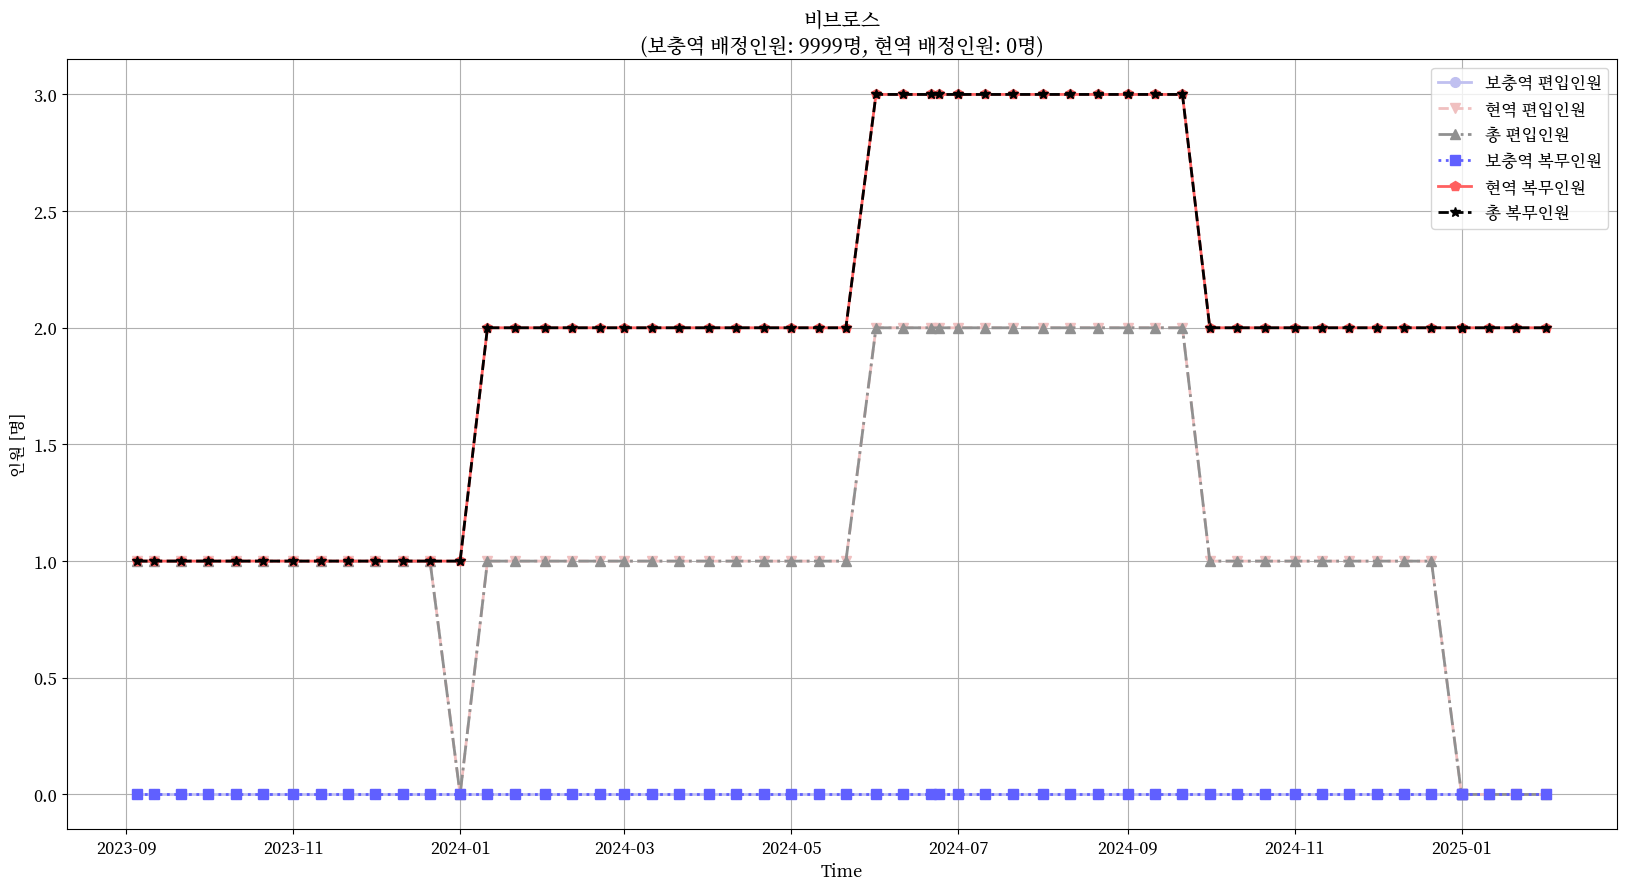 비브로스
(보충역 배정인원: 9999명, 현역 배정인원: 0명)
보충역 편입인원
현역 편입인원
총 편입인원
보충역 복무인원
현역 복무인원
총 복무인원
인원 [명]
3.0
2.5
2.0
1.5
1.0
0.5
0.0
2023-09
2023-11
2024-01
2024-03
2024-05
2024-07
2024-09
2024-11
2025-01
Time